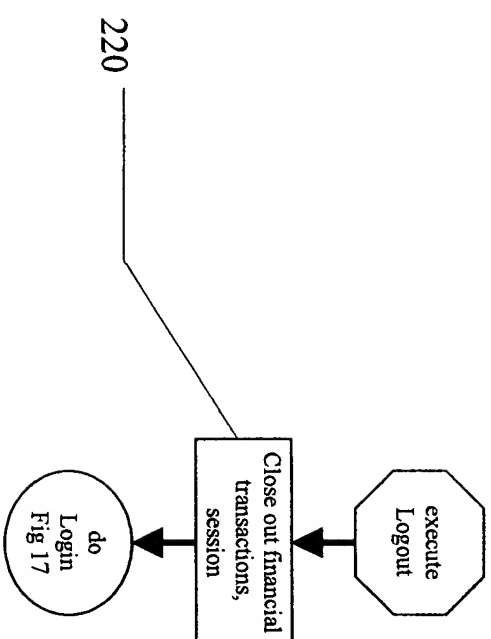 execute
Logout
Close out financial
transactions,
session
do
Login
Fig 17
220